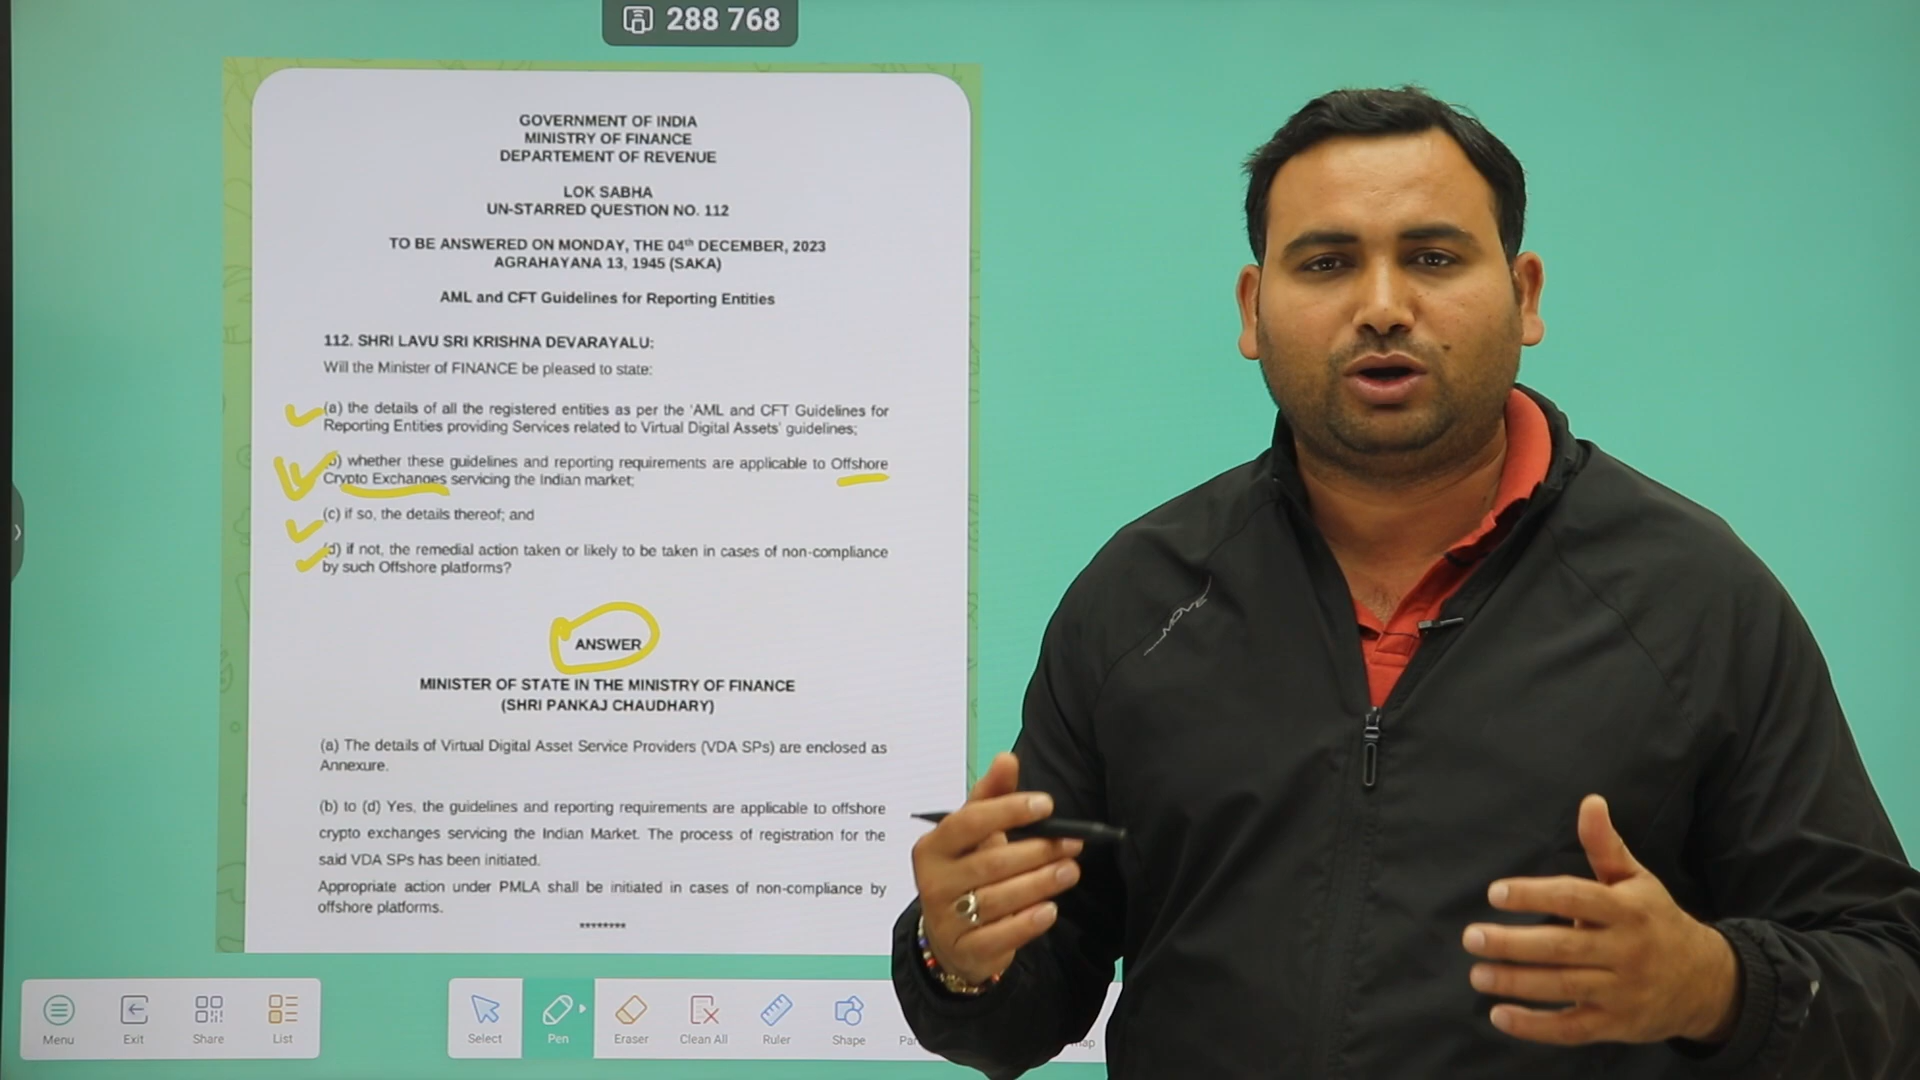 288 768
GOVERNMENT OF INDIA
MINISTRY OF FINANCE
DEPARTEMENT OF REVENUE
LOK SABHA
UN-STARRED QUESTION NO. 112
TO BE ANSWERED ON MONDAY, THE 04th DECEMBER, 2023
AGRAHAYANA 13, 1945 (SAKA)
AML and CFT Guidelines for Reporting Entities
112. SHRI LAVU SRI KRISHNA DEVARAYALU:
Will the Minister of FINANCE be pleased to state:
(a) the details of all the registered entities as per the 'AML and CFT Guidelines for
Reporting Entities providing Services related to Virtual Digital Assets' guidelines;
(b) whether these guidelines and reporting requirements are applicable to Offshore
Crypto Exchanges servicing the Indian market;
(c) if so, the details thereof; and
(d) if not, the remedial action taken or likely to be taken in cases of non-compliance
by such Offshore platforms?
ANSWER
MINISTER OF STATE IN THE MINISTRY OF FINANCE
(SHRI PANKAJ CHAUDHARY)
(a) The details of Virtual Digital Asset Service Providers (VDA SPs) are enclosed as
Annexure.
(b) to (d) Yes, the guidelines and reporting requirements are applicable to offshore
crypto exchanges servicing the Indian Market. The process of registration for the
said VDA SPs has been initiated.
Appropriate action under PMLA shall be initiated in cases of non-compliance by
offshore platforms.
********
MOVE
Menu Exit Share List Select Pen Eraser Clean All Ruler Shape